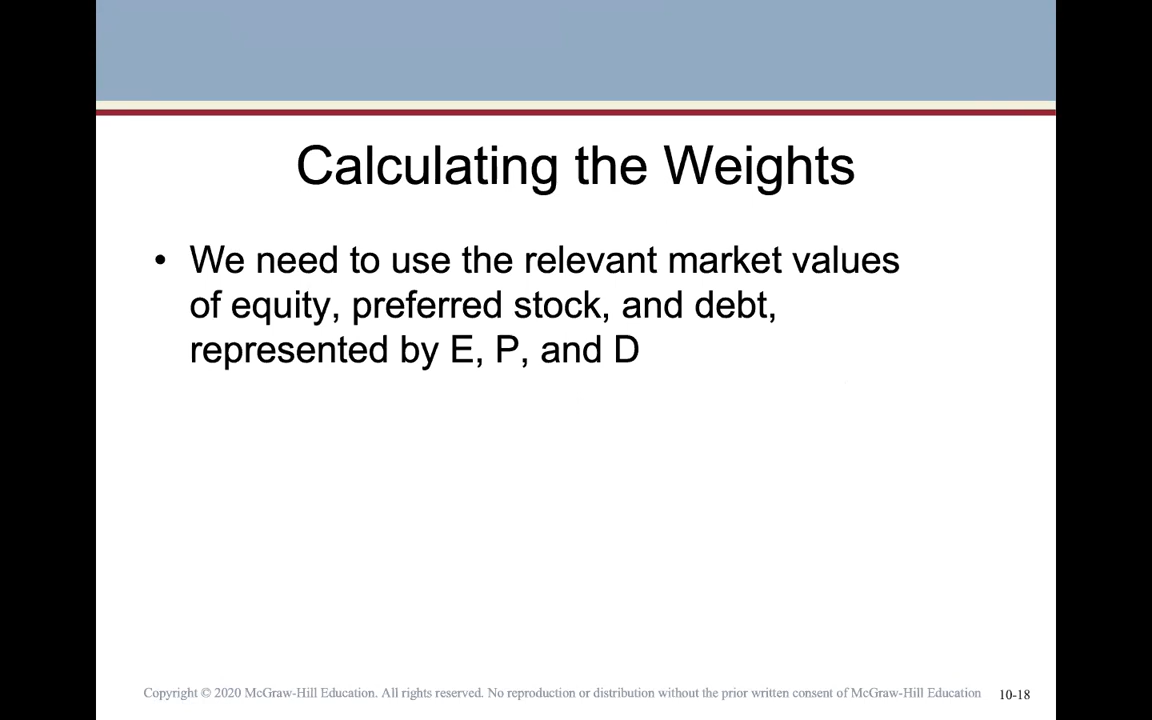 Calculating the Weights
• We need to use the relevant market values
of equity, preferred stock, and debt,
represented by E, P, and D
Copyright © 2020 McGraw-Hill Education. All rights reserved. No reproduction or distribution without the prior written consent of McGraw-Hill Education 10-18